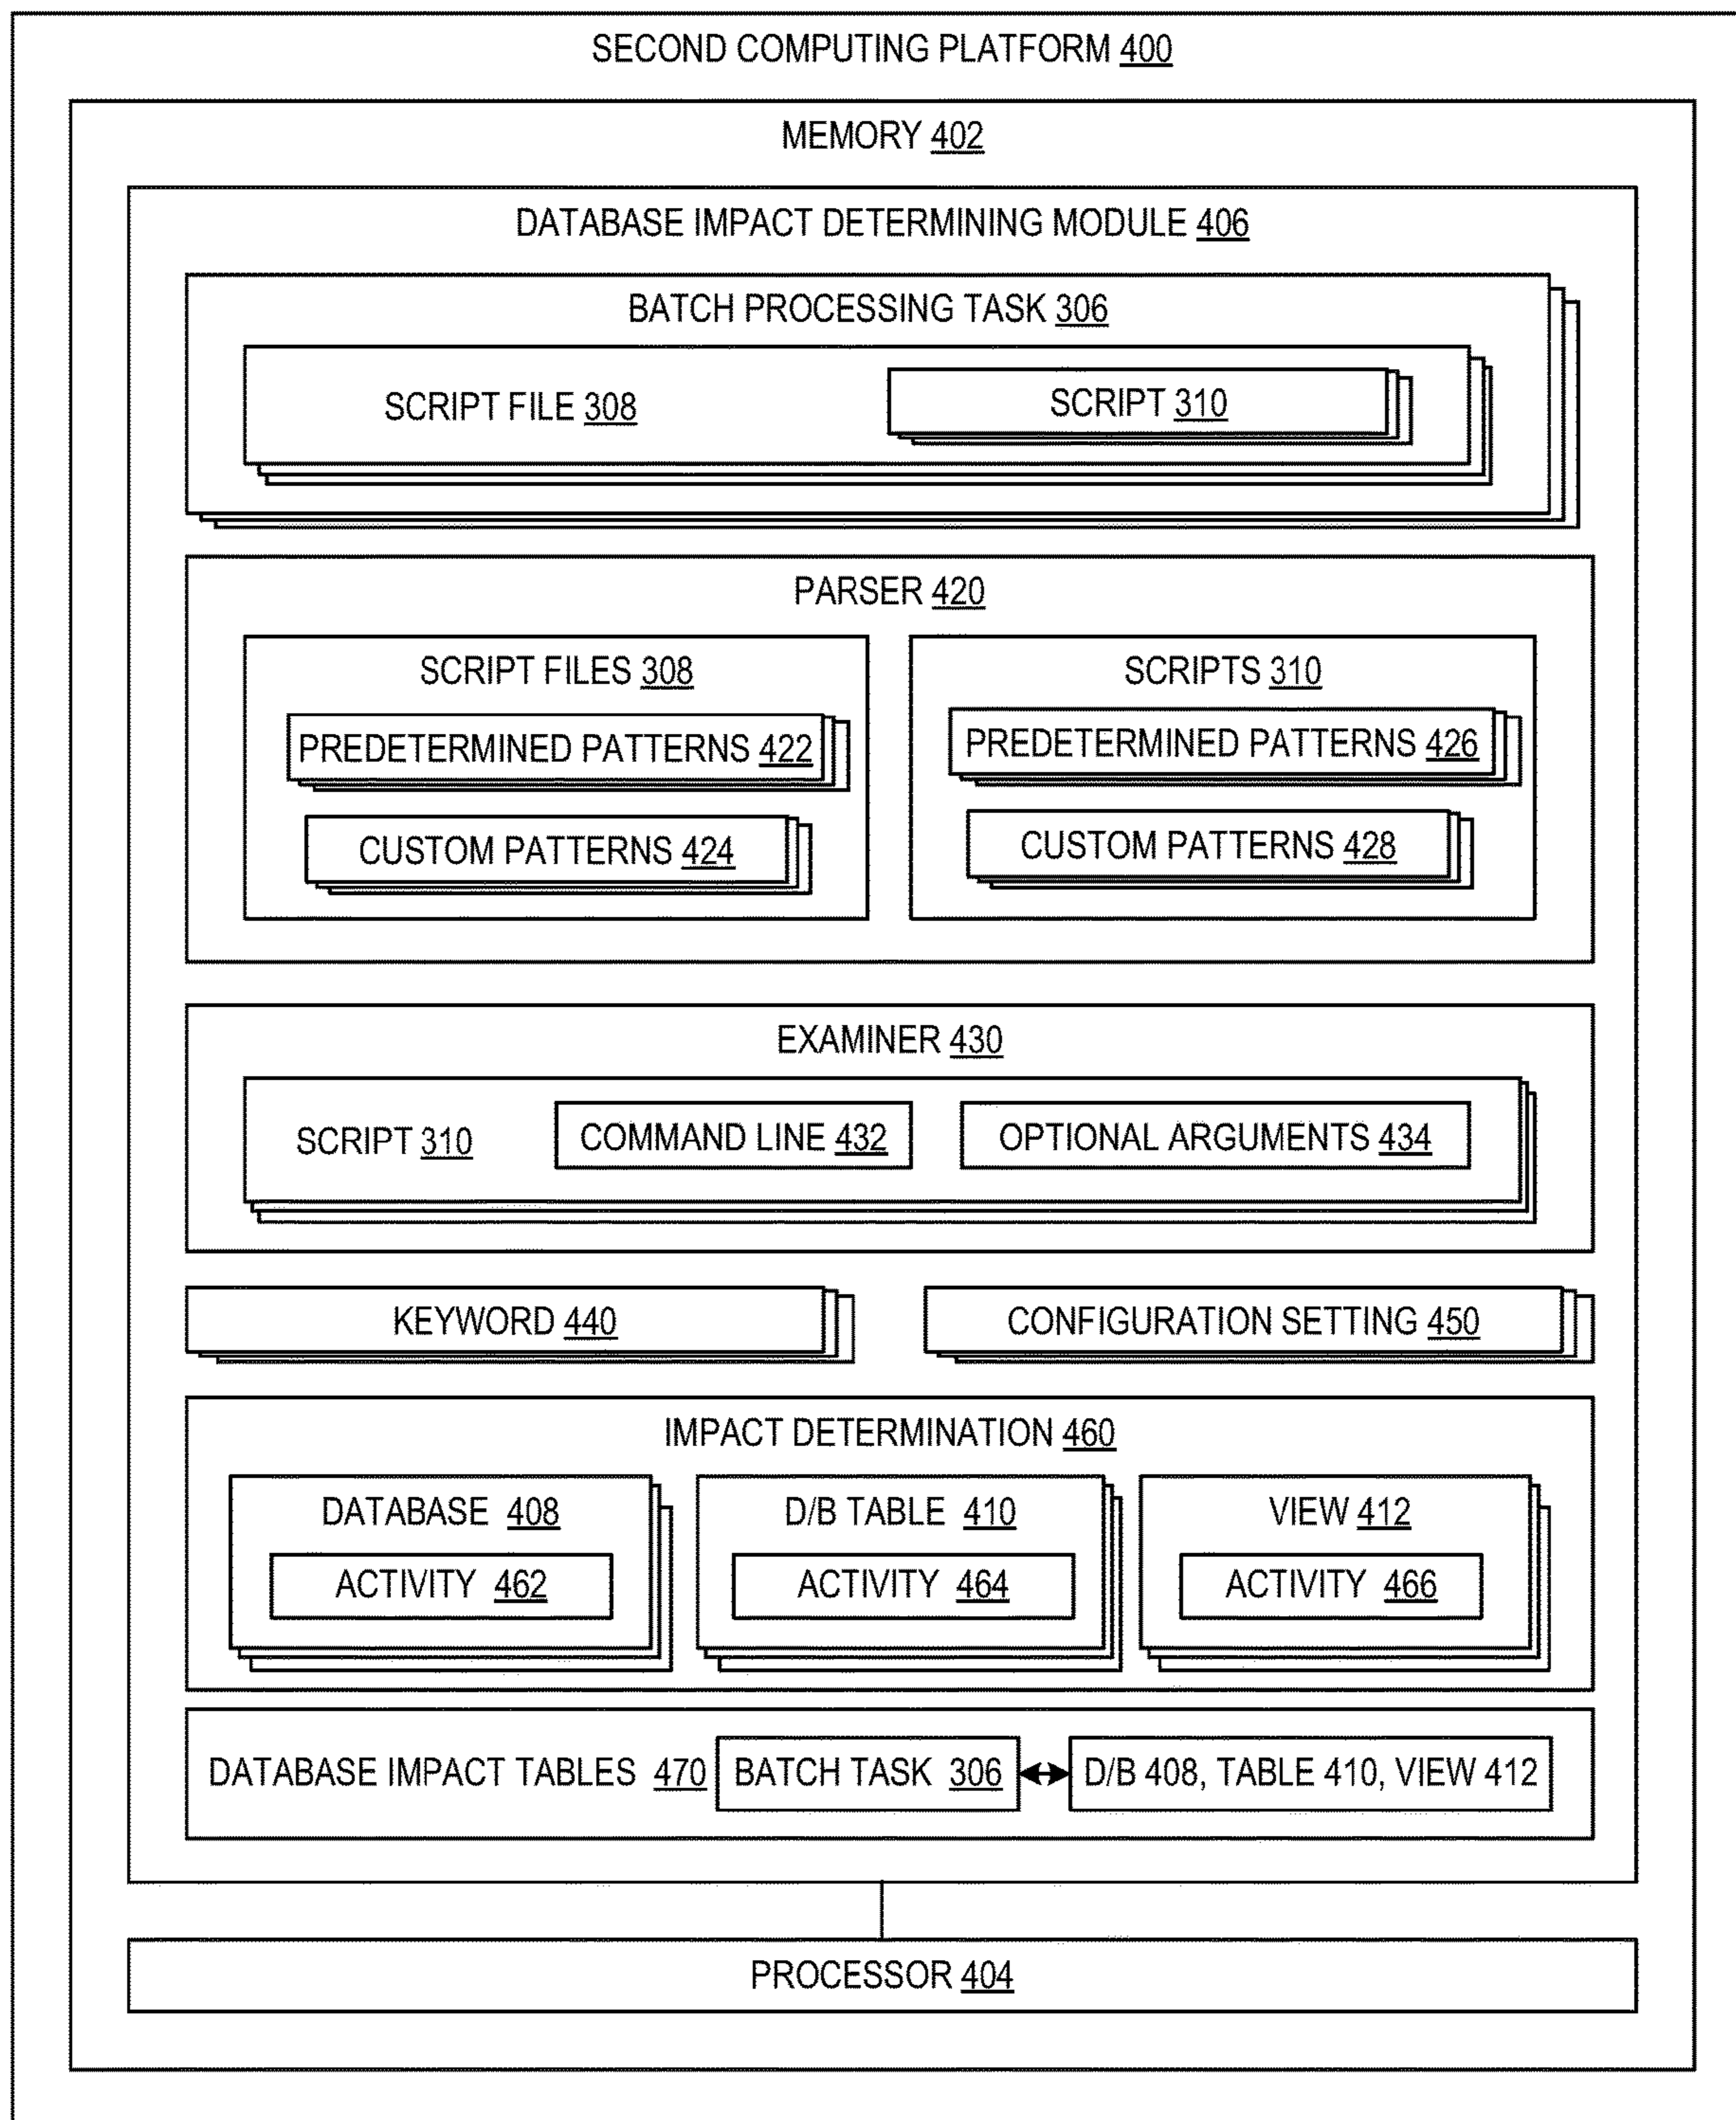 SECOND COMPUTING PLATFORM 400
MEMORY 402
DATABASE IMPACT DETERMINING MODULE 406
BATCH PROCESSING TASK 306
SCRIPT FILE 308
SCRIPT 310
PARSER 420
SCRIPT FILES 308
PREDETERMINED PATTERNS 422
CUSTOM PATTERNS 424
SCRIPTS 310
PREDETERMINED PATTERNS 426
CUSTOM PATTERNS 428
EXAMINER 430
SCRIPT 310
COMMAND LINE 432
OPTIONAL ARGUMENTS 434
KEYWORD 440
CONFIGURATION SETTING 450
IMPACT DETERMINATION 460
DATABASE 408
ACTIVITY 462
D/B TABLE 410
ACTIVITY 464
VIEW 412
ACTIVITY 466
DATABASE IMPACT TABLES 470
BATCH TASK 306
D/B 408, TABLE 410, VIEW 412
PROCESSOR 404